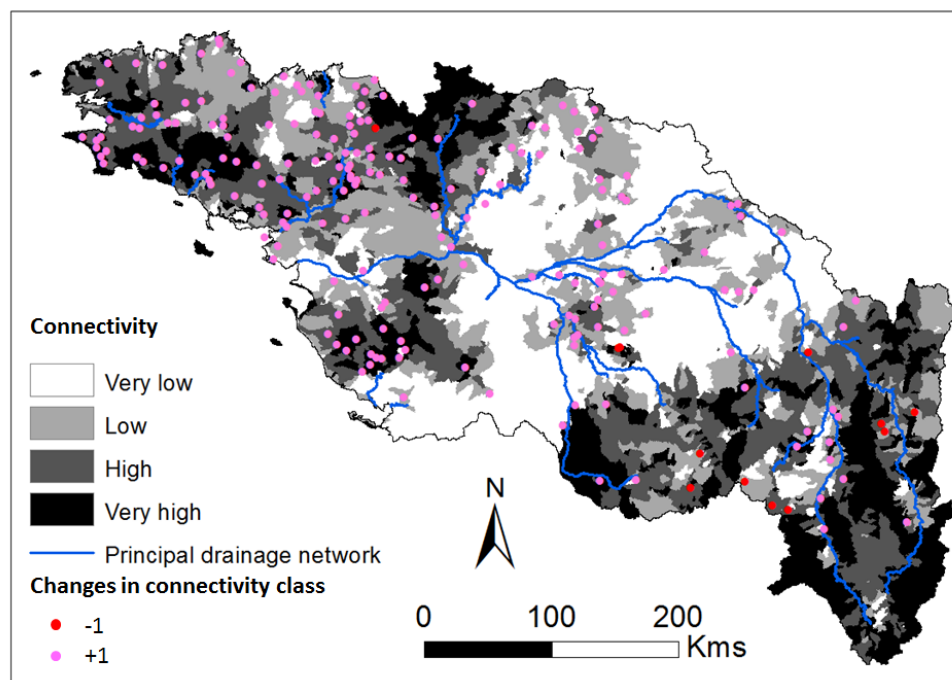 Connectivity
Very low
Low
High
Very high
Principal drainage network
Changes in connectivity class
-1
+1
N
0 100 200
Kms